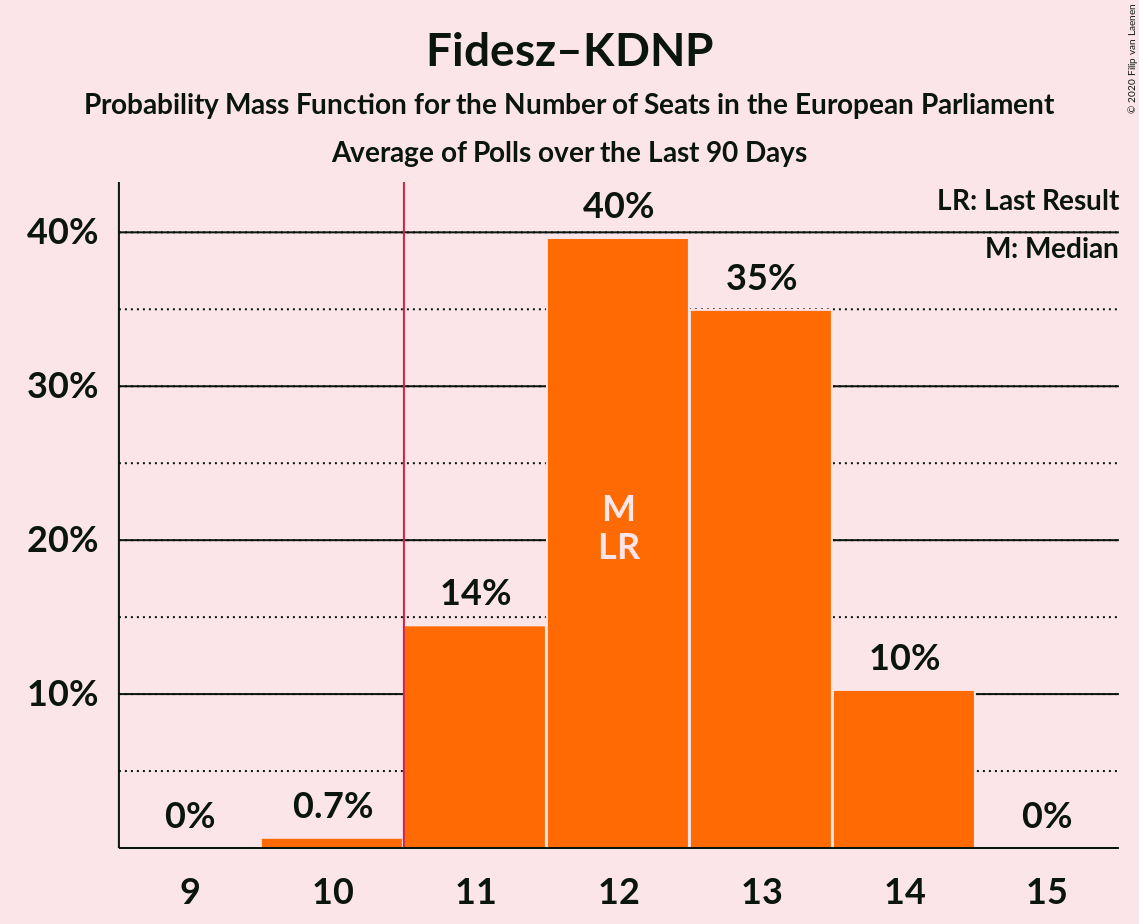 Fidesz–KDNP
Probability Mass Function for the Number of Seats in the European Parliament
Average of Polls over the Last 90 Days
© 2020 Filip van Laenen
LR: Last Result
M: Median
40%
30%
20%
10%
0%
0.7%
14%
40%
35%
10%
0%
M
LR
9
10
11
12
13
14
15